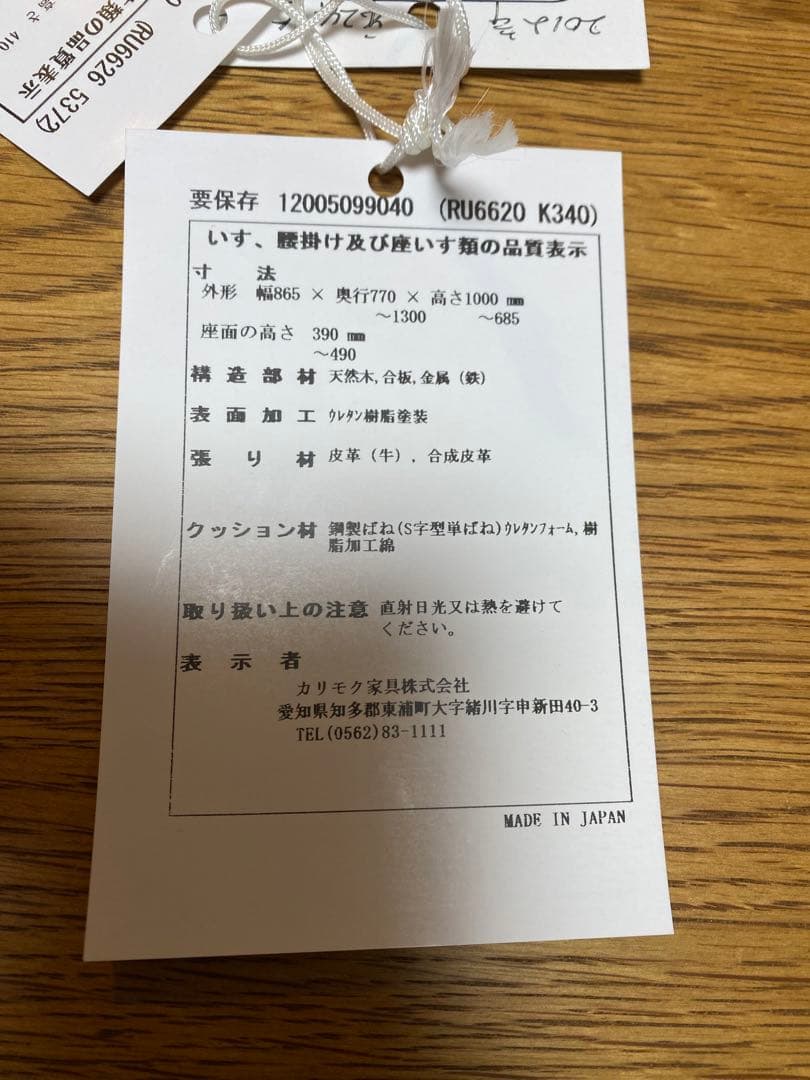 (RU6626 5372)
類の品質表示
高さ 410
要保存 12005099040 (RU6620 K340)
いす、腰掛け及び座いす類の品質表示
寸 法
外形 幅865 × 奥行770 × 高さ1000 ㎜
～1300 ～685
座面の高さ 390 ㎜
～490
構造部材 天然木,合板,金属(鉄)
表面加工 ｳﾚﾀﾝ樹脂塗装
張り材 皮革(牛),合成皮革
クッション材 鋼製ばね(S字型単ばね)ｳﾚﾀﾝﾌｫｰﾑ,樹
脂加工綿
取り扱い上の注意 直射日光又は熱を避けて
ください。
表示者
カリモク家具株式会社
愛知県知多郡東浦町大字緒川字申新田40-3
TEL(0562)83-1111
MADE IN JAPAN